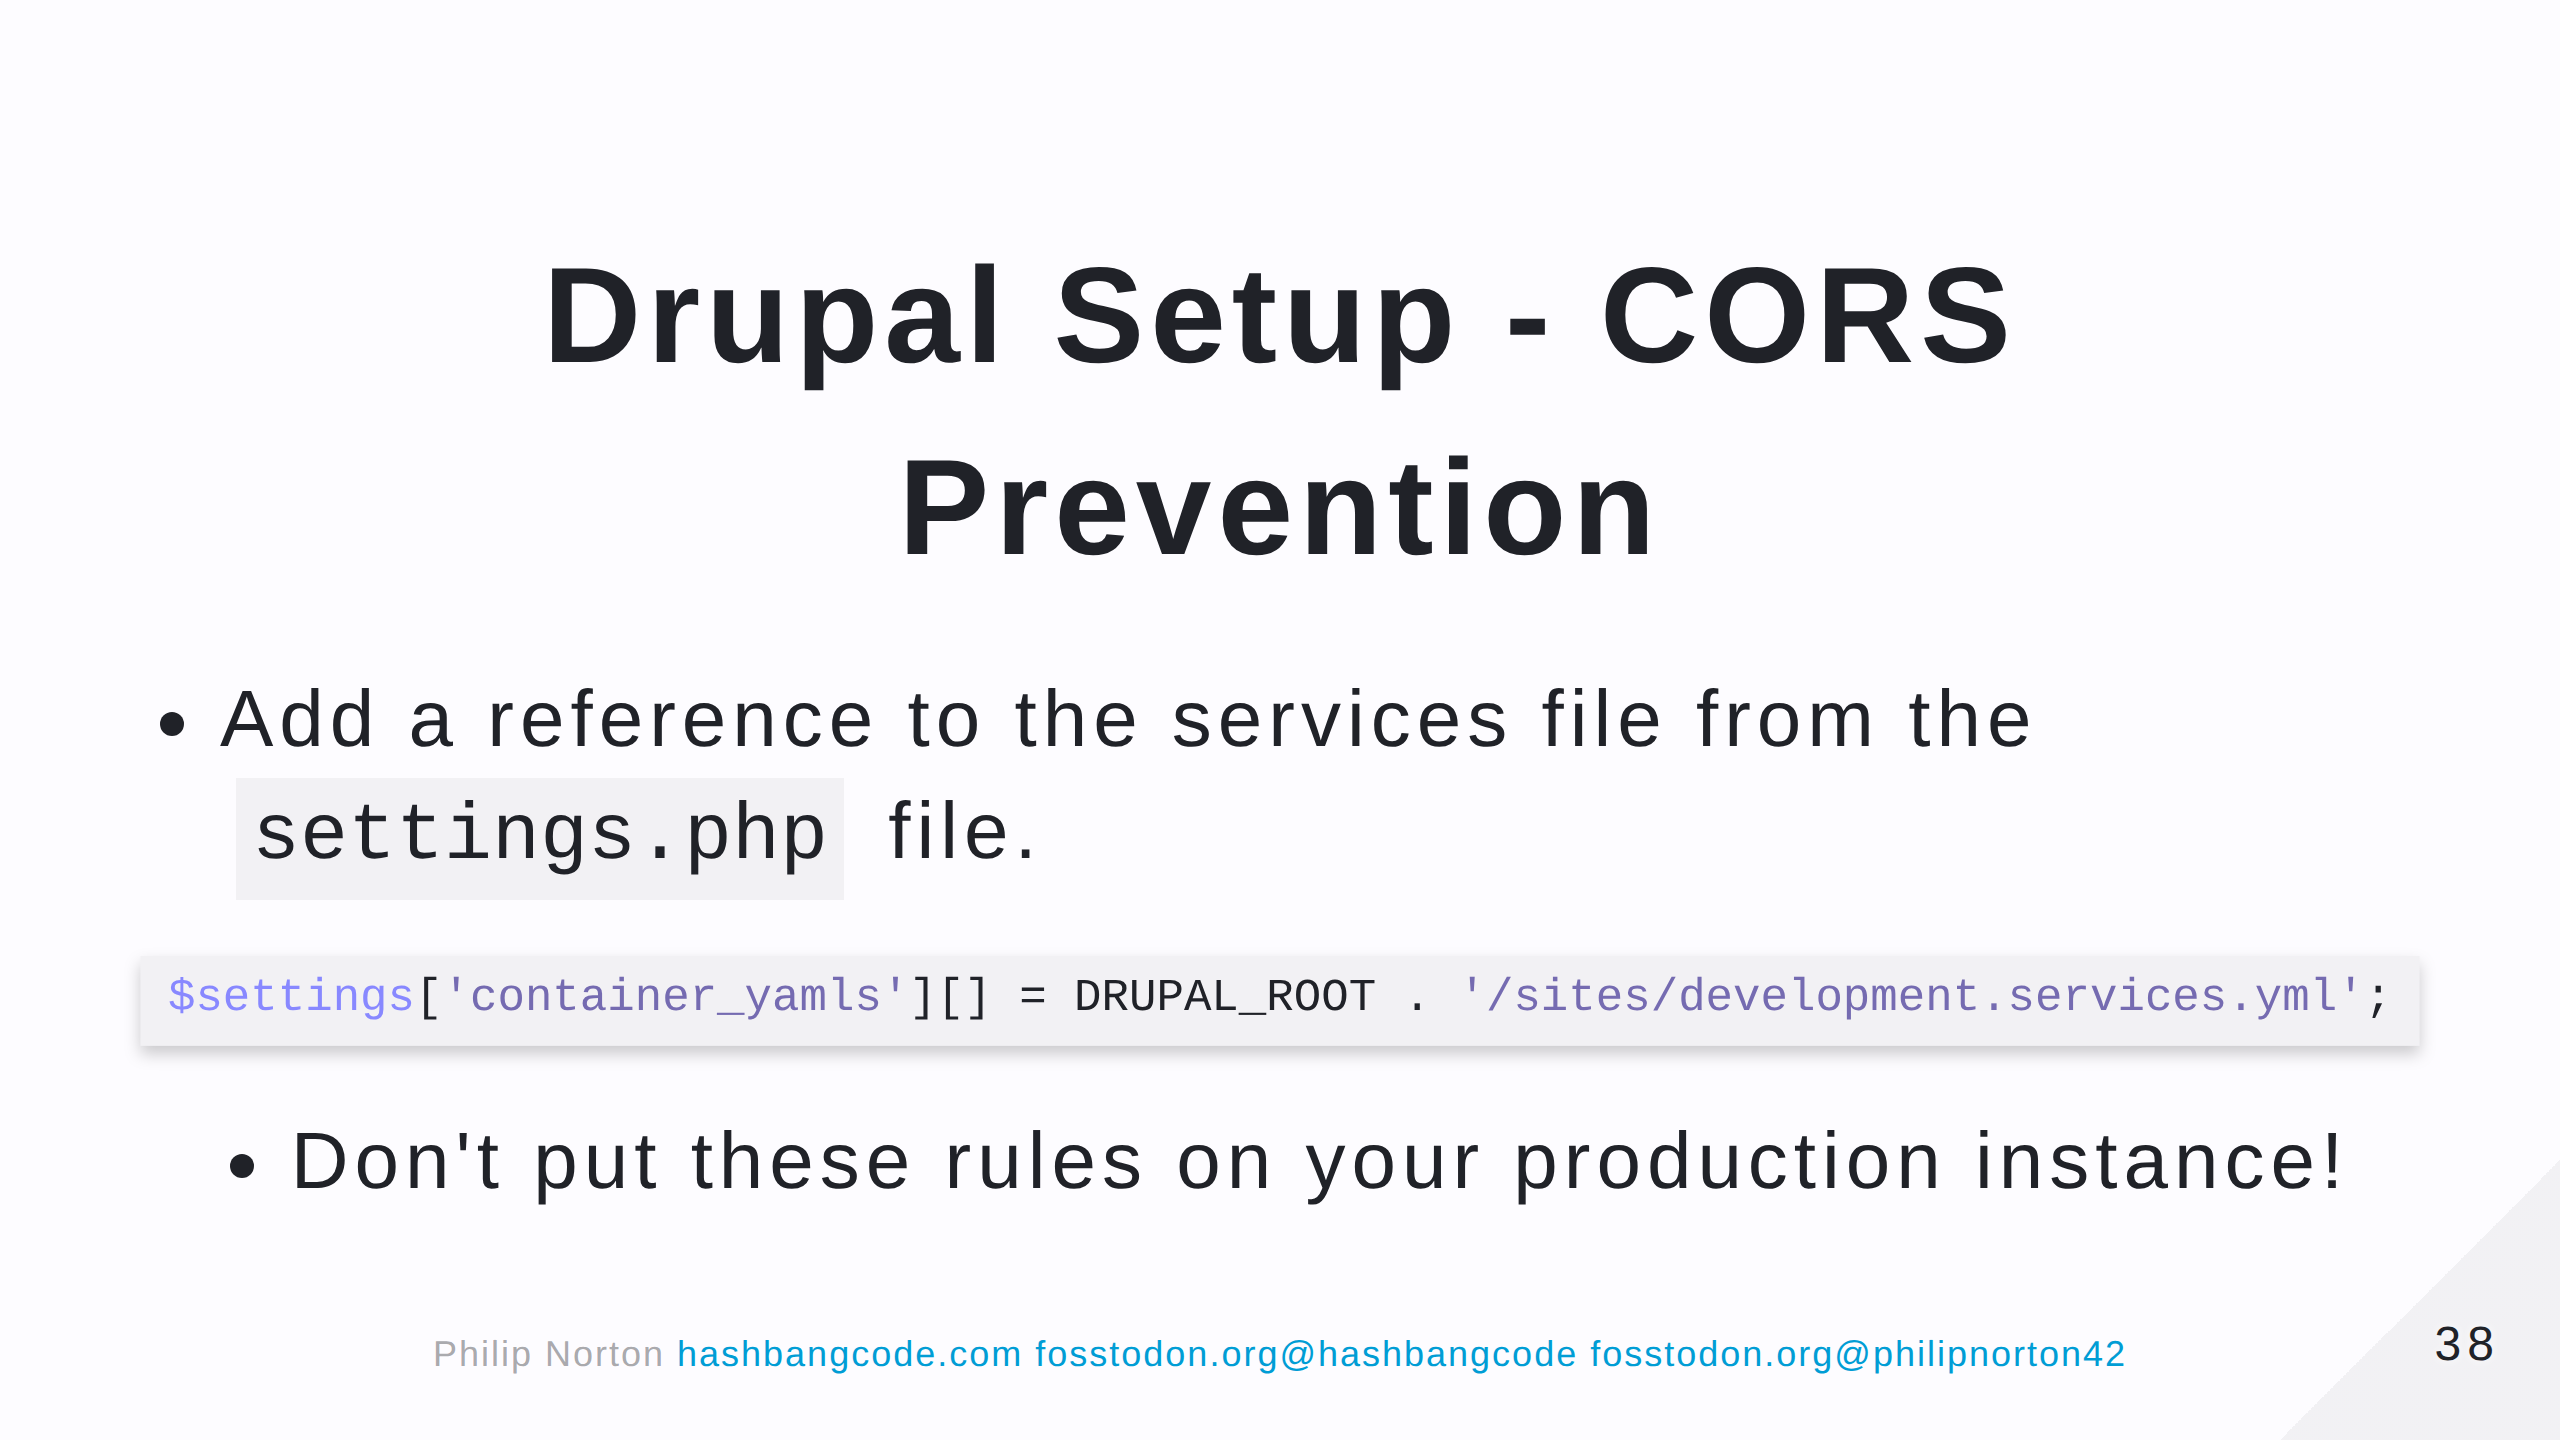 Drupal Setup - CORS
Prevention
• Add a reference to the services file from the
settings.php file.
$settings['container_yamls'][] = DRUPAL_ROOT . '/sites/development.services.yml';
• Don't put these rules on your production instance!
Philip Norton hashbangcode.com fosstodon.org@hashbangcode fosstodon.org@philipnorton42
38